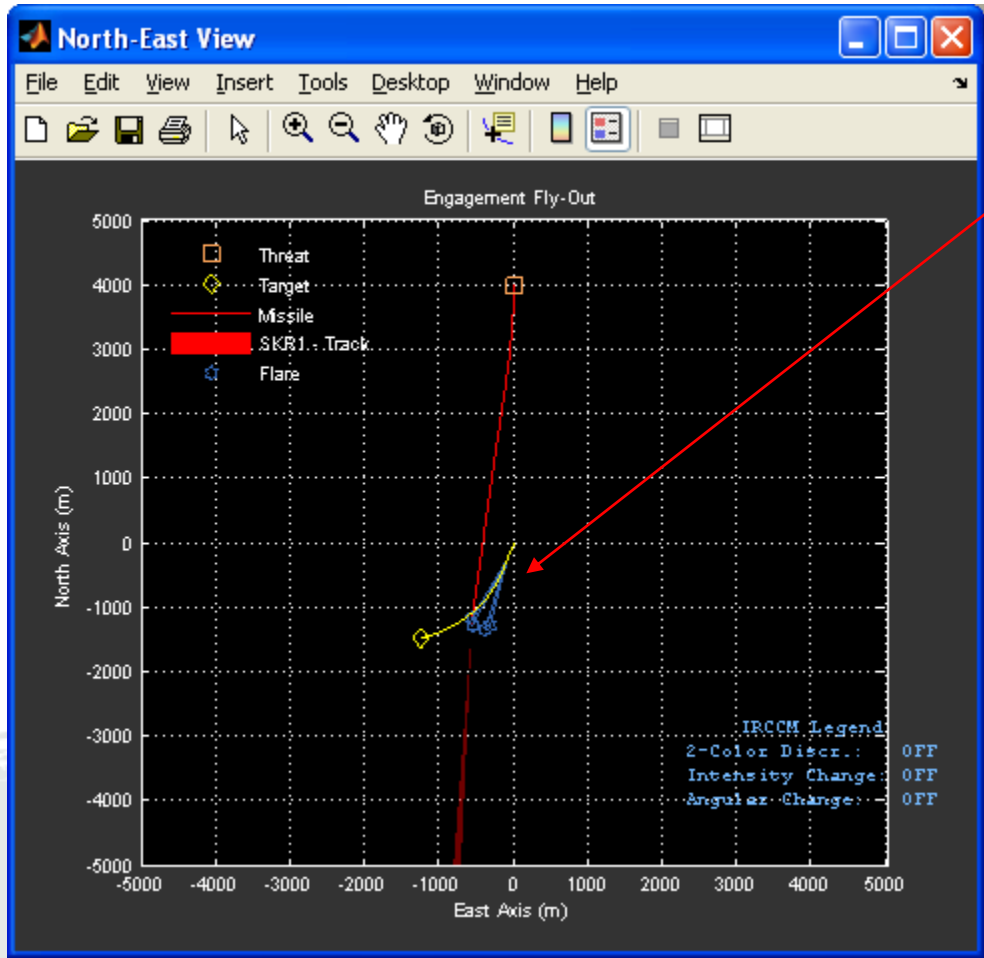 North-East View
File Edit View Insert Tools Desktop Window Help
Engagement Fly-Out
5000
4000
3000
2000
1000
0
-1000
-2000
-3000
-4000
-5000
North Axis (m)
Threat
Target
Missile
SKR1 - Track
Flare
IRCCM Legend
2-Color Discr.: OFF
Intensity Change: OFF
Angular Change: OFF
-5000 -4000 -3000 -2000 -1000 0 1000 2000 3000 4000 5000
East Axis (m)